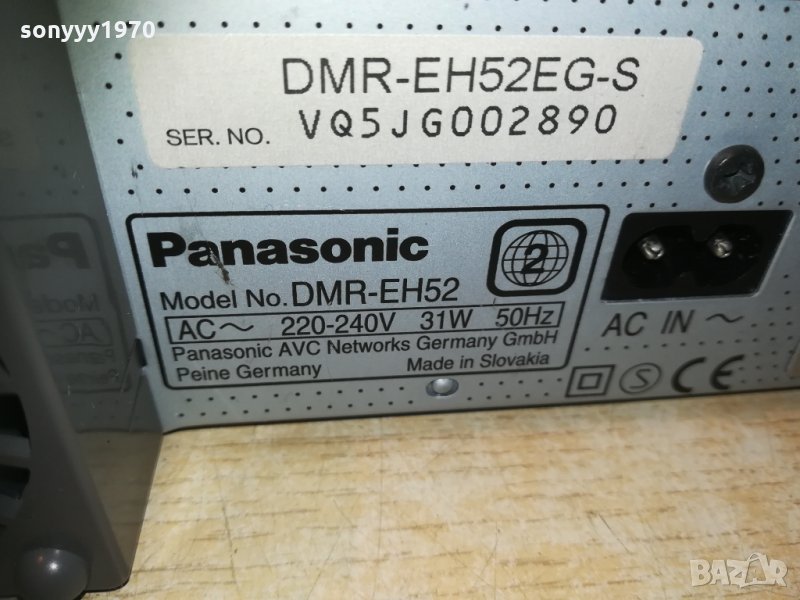 sonyyy1970
DMR-EH52EG-S
SER. NO. VQ5JG002890
Panasonic
2
Model No. DMR-EH52
AC～ 220-240V 31W 50Hz
Panasonic AVC Networks Germany GmbH
Peine Germany Made in Slovakia
AC IN ～
S CE
BAZAR